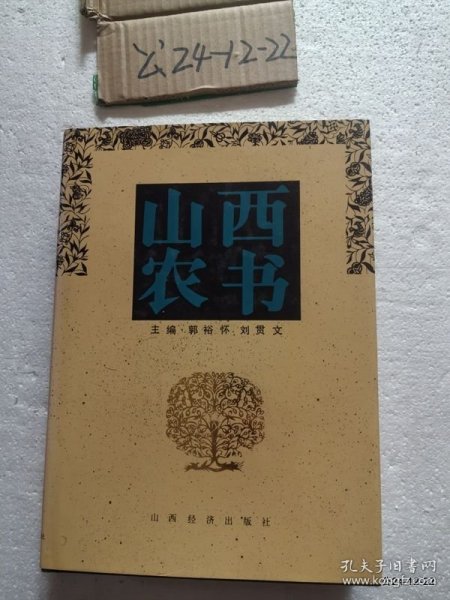 公24-1-2-22
山西
农书
主编 郭裕怀 刘贯文
山西经济出版社
孔夫子旧书网